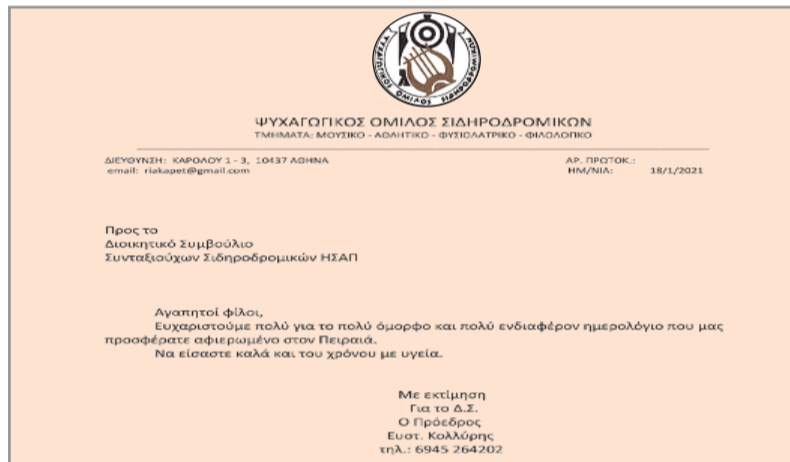 ΨΥΧΑΓΩΓΙΚΟΣ ΟΜΙΛΟΣ ΣΙΔΗΡΟΔΡΟΜΙΚΩΝ
ΤΜΗΜΑΤΑ: ΜΟΥΣΙΚΟ - ΑΘΛΗΤΙΚΟ - ΦΥΣΙΟΛΑΤΡΙΚΟ - ΦΙΛΟΛΟΓΙΚΟ
ΔΙΕΥΘΥΝΣΗ: ΚΑΡΟΛΟΥ 1 - 3, 10437 ΑΘΗΝΑ ΑΡ. ΠΡΩΤΟΚ.:
email: riakapet@gmail.com ΗΜ/ΝΙΑ: 18/1/2021
Προς το
Διοικητικό Συμβούλιο
Συνταξιούχων Σιδηροδρομικών ΗΣΑΠ
Αγαπητοί φίλοι,
Ευχαριστούμε πολύ για το πολύ όμορφο και πολύ ενδιαφέρον ημερολόγιο που μας
προσφέρατε αφιερωμένο στον Πειραιά.
Να είσαστε καλά και του χρόνου με υγεία.
Με εκτίμηση
Για το Δ.Σ.
Ο Πρόεδρος
Ευστ. Κολλύρης
τηλ.: 6945 264202